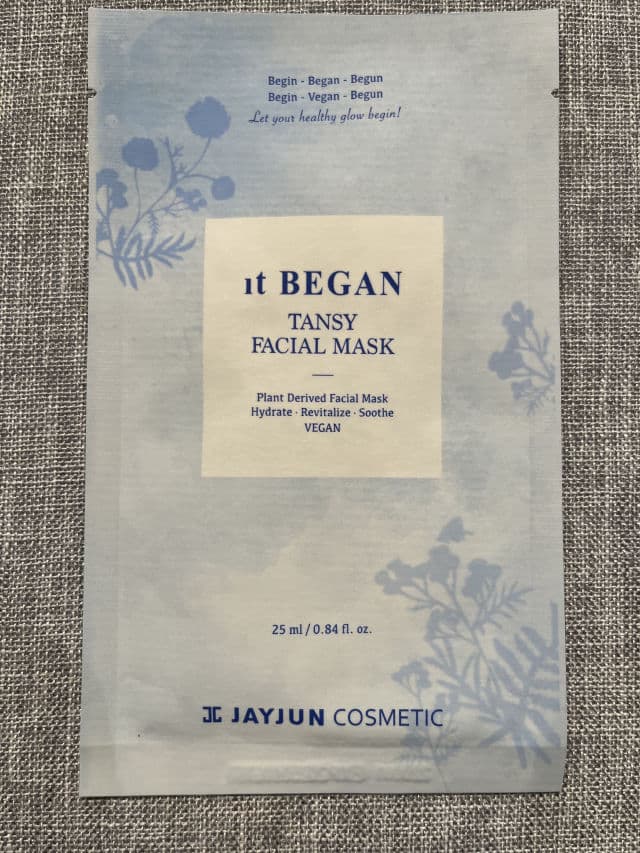 Begin - Began - Begun
Begin - Vegan - Begun
Let your healthy glow begin!
ıt BEGAN
TANSY
FACIAL MASK
Plant Derived Facial Mask
Hydrate · Revitalize · Soothe
VEGAN
25 ml / 0.84 fl. oz.
JAYJUN COSMETIC